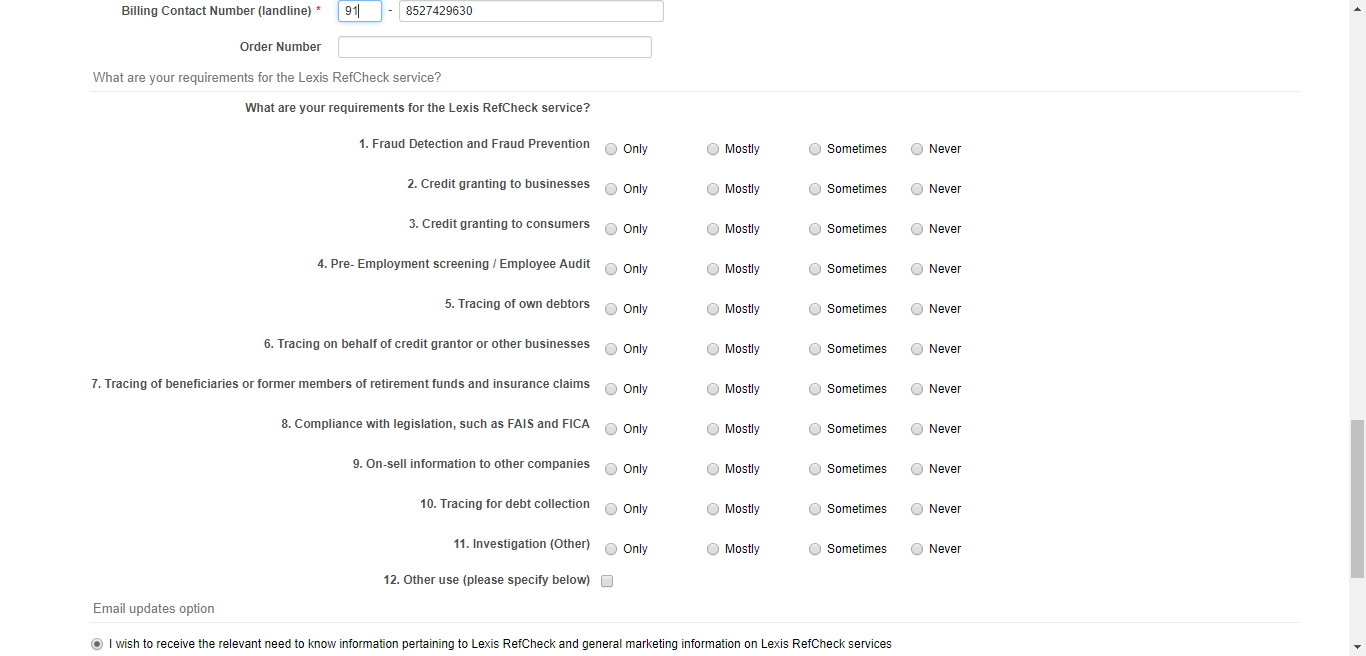 Billing Contact Number (landline) * 91 - 8527429630
Order Number
What are your requirements for the Lexis RefCheck service?
What are your requirements for the Lexis RefCheck service?
1. Fraud Detection and Fraud Prevention Only Mostly Sometimes Never
2. Credit granting to businesses Only Mostly Sometimes Never
3. Credit granting to consumers Only Mostly Sometimes Never
4. Pre- Employment screening / Employee Audit Only Mostly Sometimes Never
5. Tracing of own debtors Only Mostly Sometimes Never
6. Tracing on behalf of credit grantor or other businesses Only Mostly Sometimes Never
7. Tracing of beneficiaries or former members of retirement funds and insurance claims Only Mostly Sometimes Never
8. Compliance with legislation, such as FAIS and FICA Only Mostly Sometimes Never
9. On-sell information to other companies Only Mostly Sometimes Never
10. Tracing for debt collection Only Mostly Sometimes Never
11. Investigation (Other) Only Mostly Sometimes Never
12. Other use (please specify below)
Email updates option
I wish to receive the relevant need to know information pertaining to Lexis RefCheck and general marketing information on Lexis RefCheck services